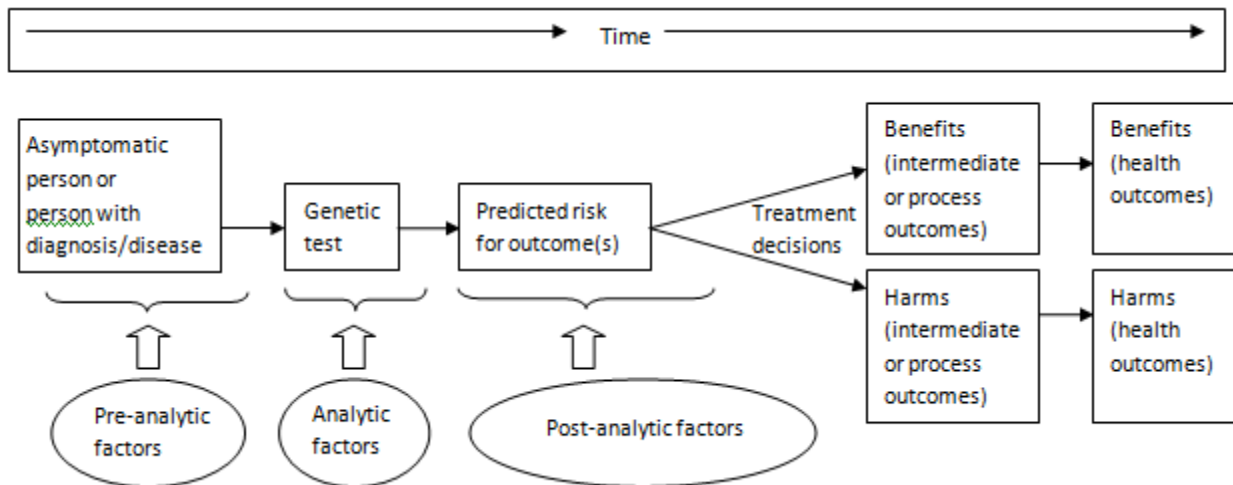 Time
Asymptomatic
person or
person with
diagnosis/disease
Genetic
test
Predicted risk
for outcome(s)
Treatment
decisions
Benefits
(intermediate
or process
outcomes)
Benefits
(health
outcomes)
Harms
(intermediate
or process
outcomes)
Harms
(health
outcomes)
Pre-analytic
factors
Analytic
factors
Post-analytic factors